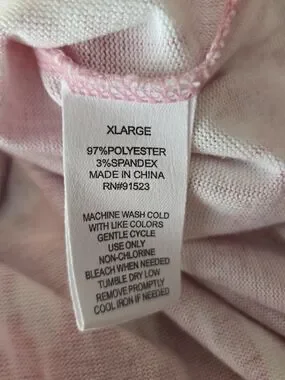 XLARGE
97%POLYESTER
3%SPANDEX
MADE IN CHINA
RN#91523
MACHINE WASH COLD
WITH LIKE COLORS
GENTLE CYCLE
USE ONLY
NON-CHLORINE
BLEACH WHEN NEEDED
TUMBLE DRY LOW
REMOVE PROMPTLY
COOL IRON IF NEEDED